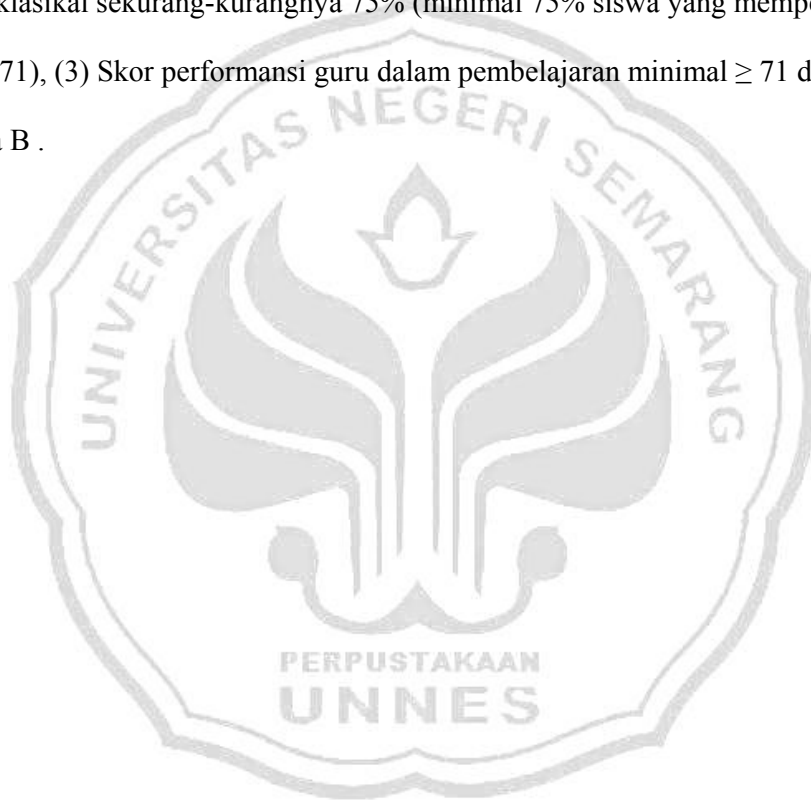 klasikal sekurang-kurangnya 75% (minimal 75% siswa yang
71), (3) Skor performansi guru dalam pembelajaran minimal ≥ 71
B .
UNIVERSITAS NEGERI SEMARANG
PERPUSTAKAAN
UNNES